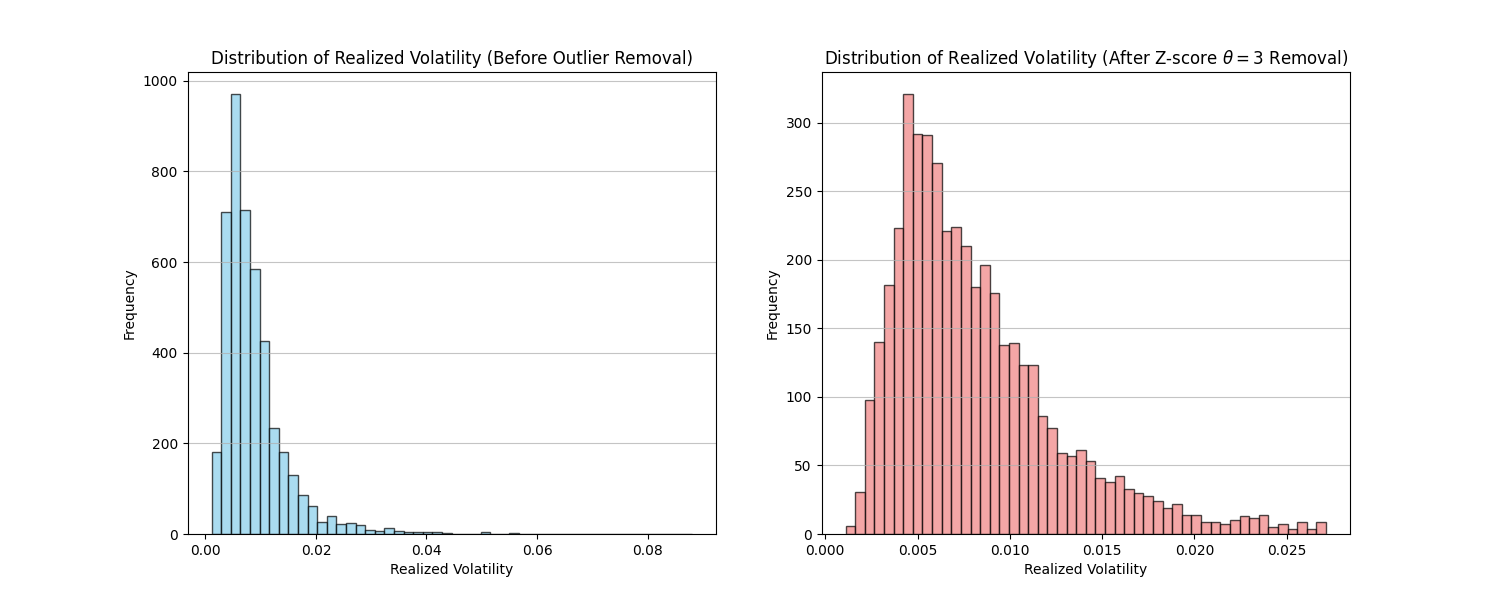 Distribution of Realized Volatility (Before Outlier Removal)
1000
800
600
400
200
0
Frequency
0.00 0.02 0.04 0.06 0.08
Realized Volatility
Distribution of Realized Volatility (After Z-score θ = 3 Removal)
300
250
200
150
100
50
0
Frequency
0.000 0.005 0.010 0.015 0.020 0.025
Realized Volatility